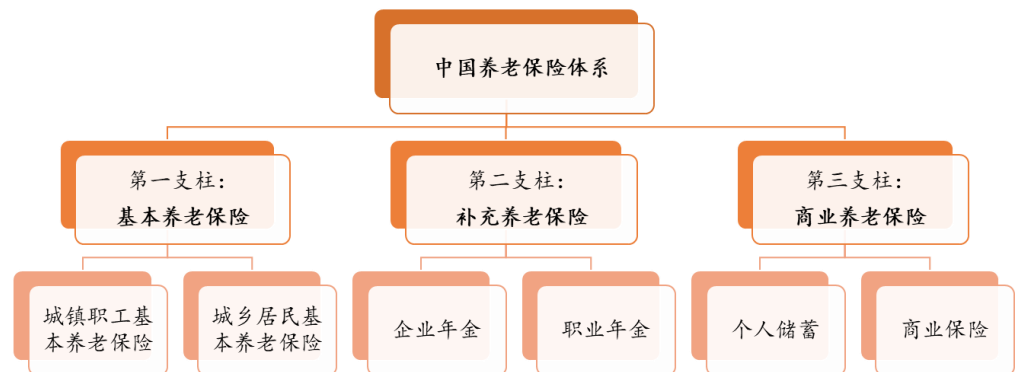 中国养老保险体系
第一支柱：
基本养老保险
第二支柱：
补充养老保险
第三支柱：
商业养老保险
城镇职工基
本养老保险
城乡居民基
本养老保险
企业年金
职业年金
个人储蓄
商业保险